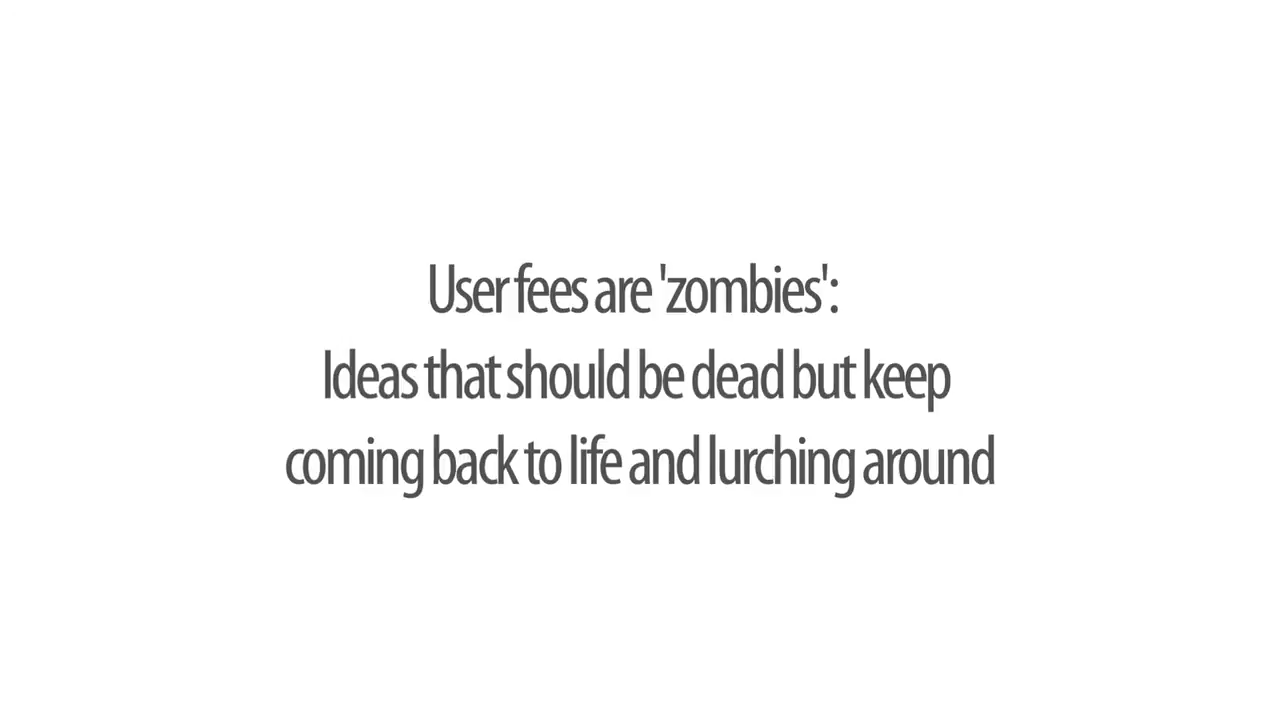 User fees are 'zombies':
Ideas that should be dead but keep
coming back to life and lurching around